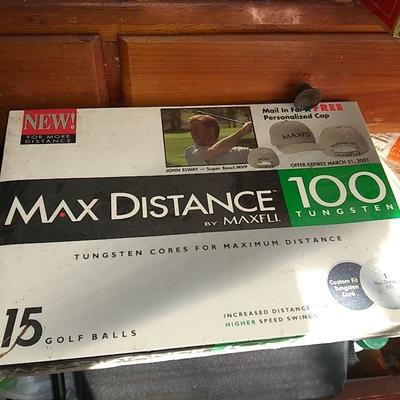 NEW!
FOR MORE
DISTANCE
Mail In For A FREE
Personalized Cap
MAXFLI
OFFER EXPIRES MARCH 31, 2001
JOHN ELWAY — Super Bowl MVP
MAX DISTANCE™
BY MAXFLI.
100
TUNGSTEN
TUNGSTEN CORES FOR MAXIMUM DISTANCE
Custom Fit
Tungsten
Core
15 GOLF BALLS
INCREASED DISTANCE
HIGHER SPEED SWINGS